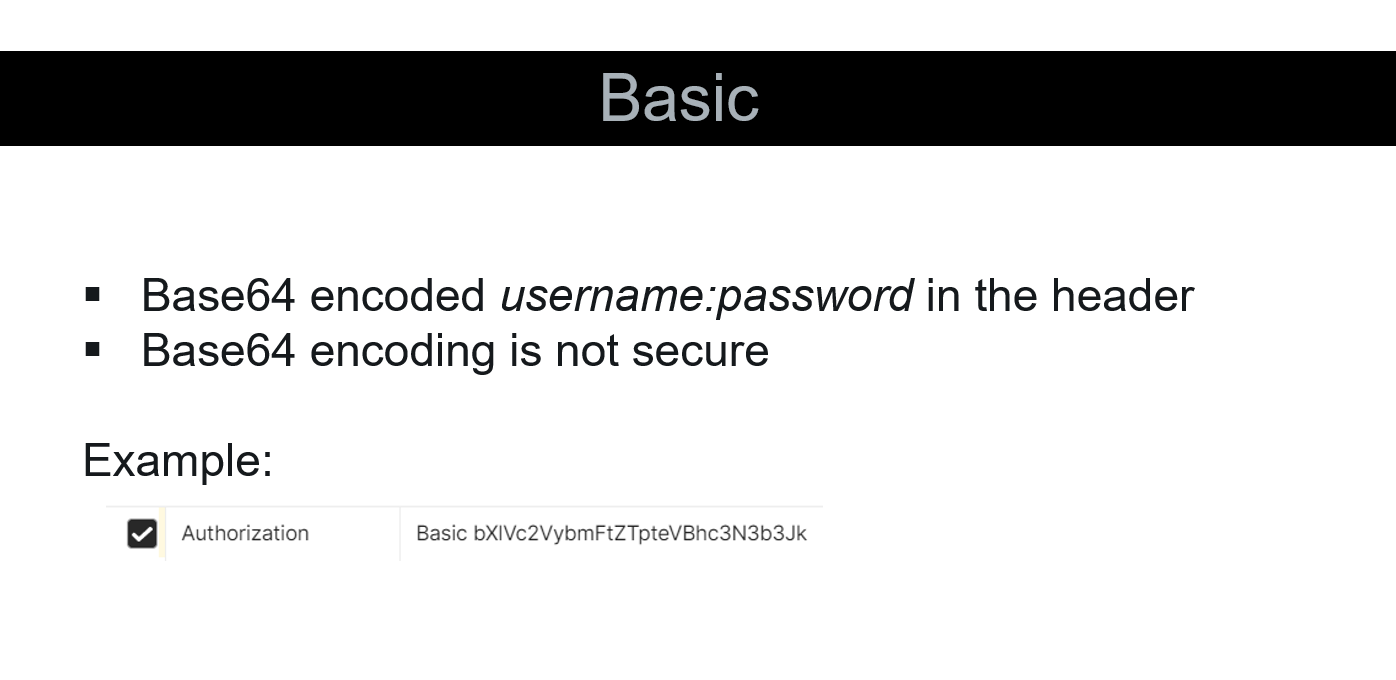 Basic
Base64 encoded username:password in the header
Base64 encoding is not secure
Example:
Authorization Basic bXlVc2VybmFtZTpteVBhc3N3b3Jk